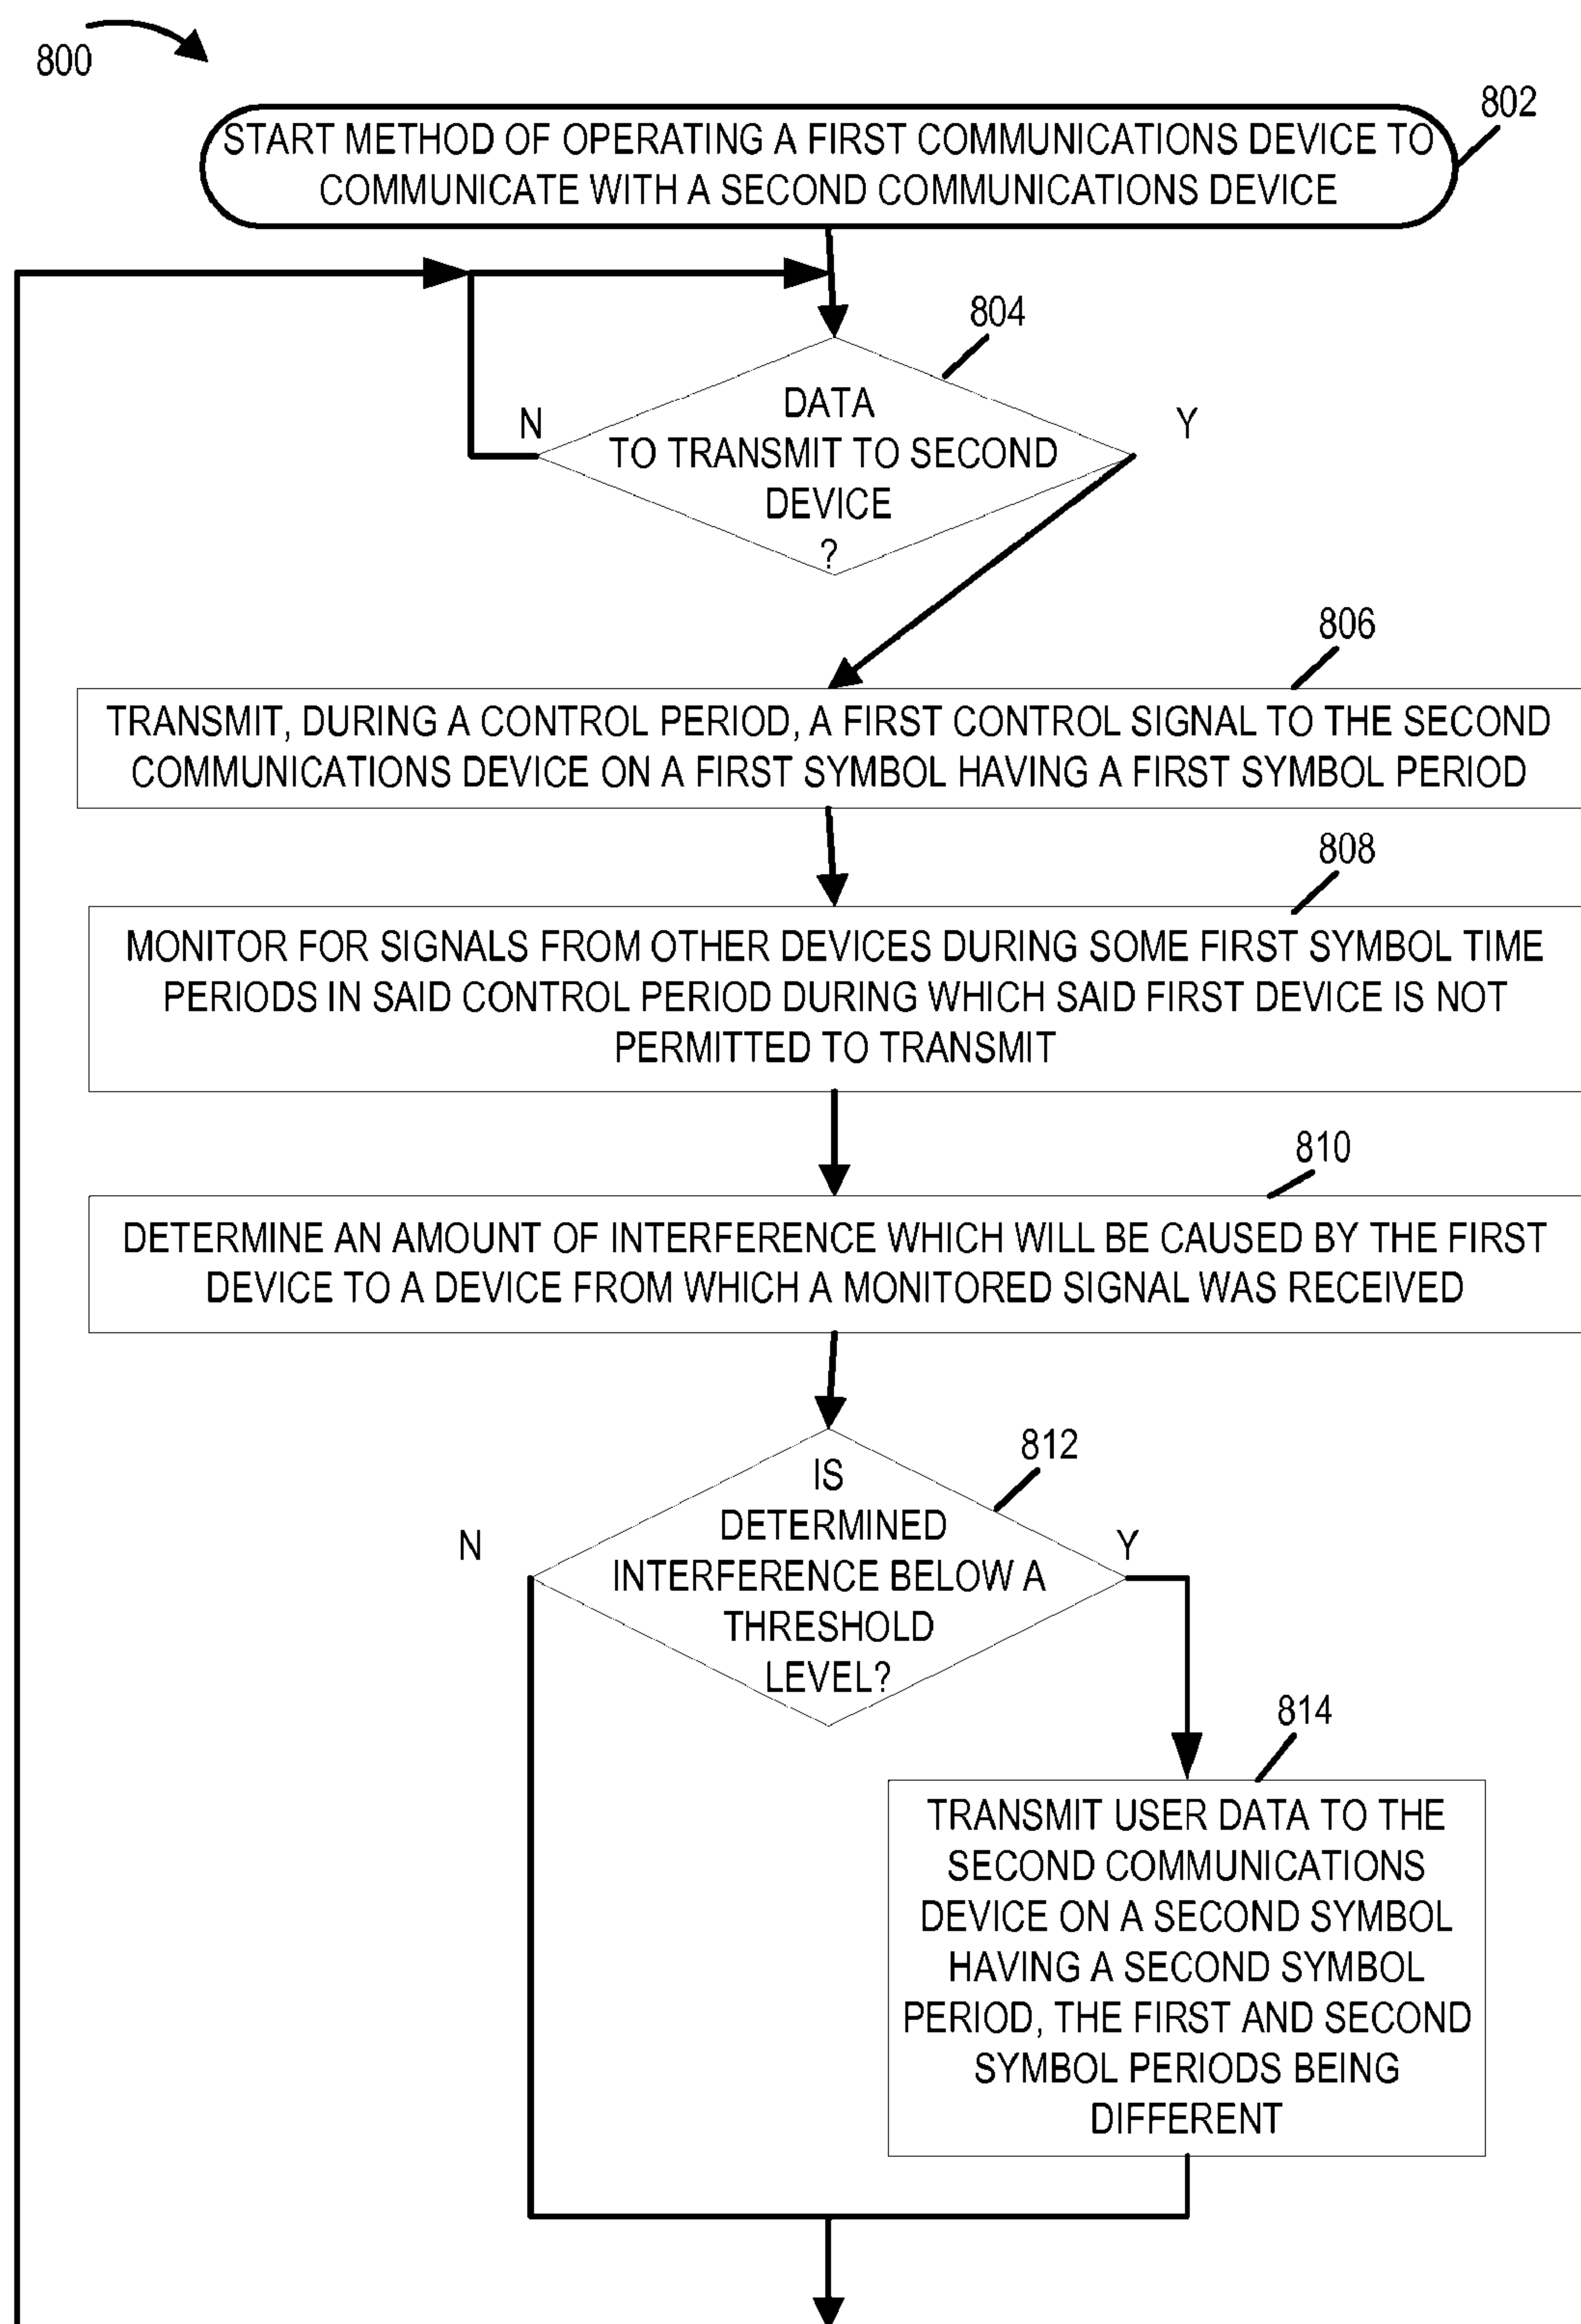 800
802
START METHOD OF OPERATING A FIRST COMMUNICATIONS DEVICE TO
COMMUNICATE WITH A SECOND COMMUNICATIONS DEVICE
804
N
Y
DATA
TO TRANSMIT TO SECOND
DEVICE
?
806
TRANSMIT, DURING A CONTROL PERIOD, A FIRST CONTROL SIGNAL TO THE SECOND
COMMUNICATIONS DEVICE ON A FIRST SYMBOL HAVING A FIRST SYMBOL PERIOD
808
MONITOR FOR SIGNALS FROM OTHER DEVICES DURING SOME FIRST SYMBOL TIME
PERIODS IN SAID CONTROL PERIOD DURING WHICH SAID FIRST DEVICE IS NOT
PERMITTED TO TRANSMIT
810
DETERMINE AN AMOUNT OF INTERFERENCE WHICH WILL BE CAUSED BY THE FIRST
DEVICE TO A DEVICE FROM WHICH A MONITORED SIGNAL WAS RECEIVED
812
N
Y
IS
DETERMINED
INTERFERENCE BELOW A
THRESHOLD
LEVEL?
814
TRANSMIT USER DATA TO THE
SECOND COMMUNICATIONS
DEVICE ON A SECOND SYMBOL
HAVING A SECOND SYMBOL
PERIOD, THE FIRST AND SECOND
SYMBOL PERIODS BEING
DIFFERENT